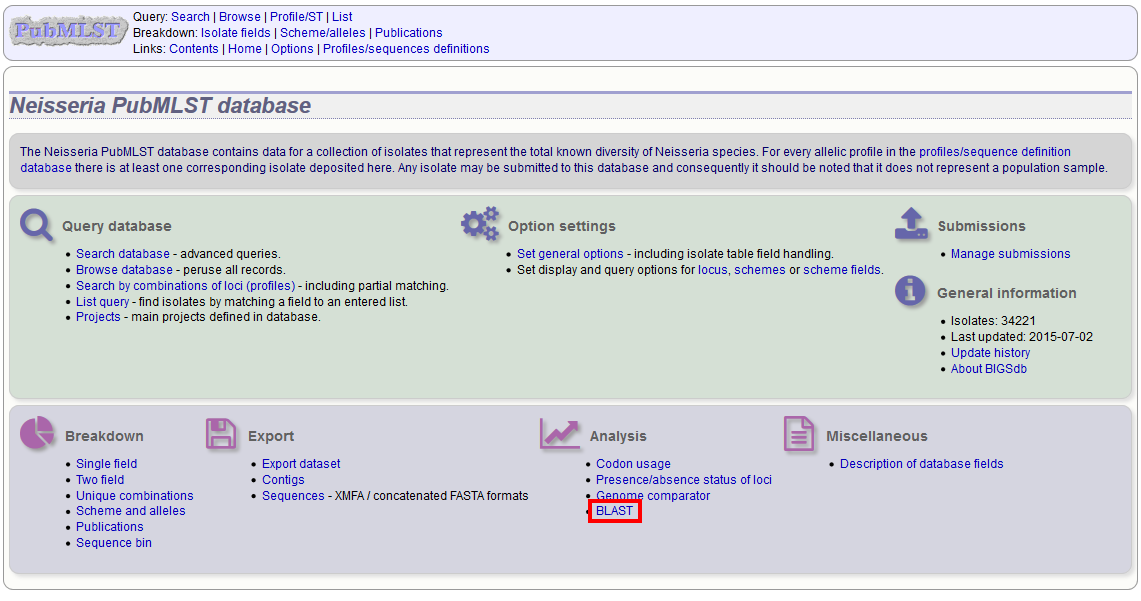 PubMLST
Query: Search | Browse | Profile/ST | List
Breakdown: Isolate fields | Scheme/alleles | Publications
Links: Contents | Home | Options | Profiles/sequences definitions
Neisseria PubMLST database
The Neisseria PubMLST database contains data for a collection of isolates that represent the total known diversity of Neisseria species. For every allelic profile in the profiles/sequence definition
database there is at least one corresponding isolate deposited here. Any isolate may be submitted to this database and consequently it should be noted that it does not represent a population sample.
Query database
• Search database - advanced queries.
• Browse database - peruse all records.
• Search by combinations of loci (profiles) - including partial matching.
• List query - find isolates by matching a field to an entered list.
• Projects - main projects defined in database.
Option settings
• Set general options - including isolate table field handling.
• Set display and query options for locus, schemes or scheme fields.
Submissions
• Manage submissions
General information
• Isolates: 34221
• Last updated: 2015-07-02
• Update history
• About BIGSdb
Breakdown
• Single field
• Two field
• Unique combinations
• Scheme and alleles
• Publications
• Sequence bin
Export
• Export dataset
• Contigs
• Sequences - XMFA / concatenated FASTA formats
Analysis
• Codon usage
• Presence/absence status of loci
• Genome comparator
• BLAST
Miscellaneous
• Description of database fields